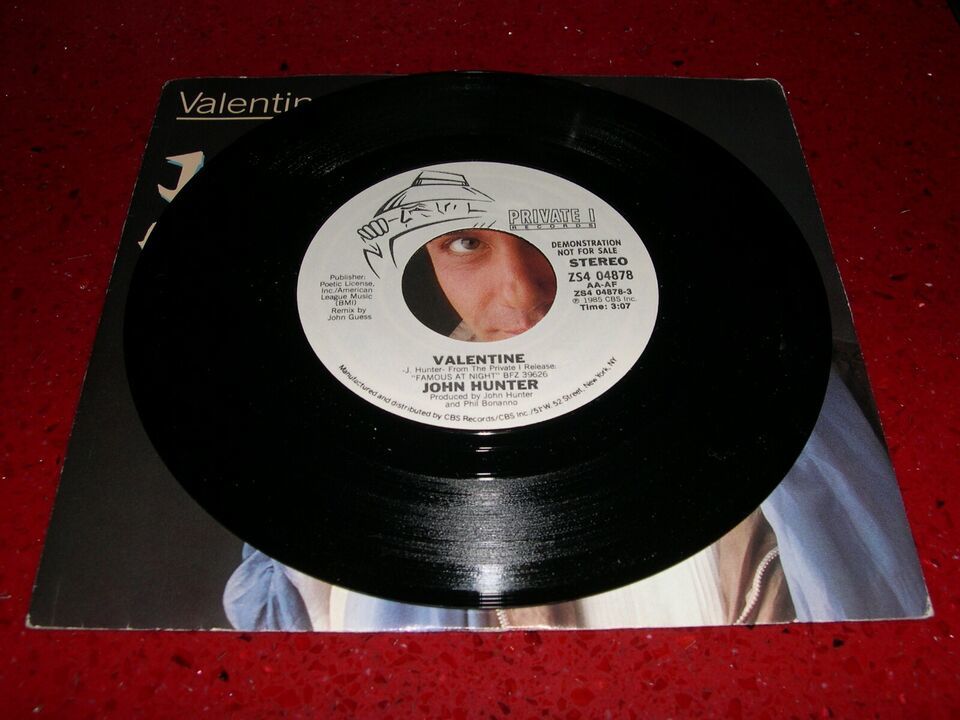 Valentin
PRIVATE I
RECORDS
DEMONSTRATION
NOT FOR SALE
STEREO
ZS4 04878
AA-AF
ZS4 04878-3
℗ 1985 CBS Inc.
Time: 3:07
Publisher:
Poetic License,
Inc./American
League Music
(BMI)
Remix by
John Guess
VALENTINE
-J. Hunter- From The Private I Release:
"FAMOUS AT NIGHT" BFZ 39626
JOHN HUNTER
Produced by John Hunter
and Phil Bonanno
Manufactured and distributed by CBS Records/CBS Inc./51 W. 52 Street, New York, NY